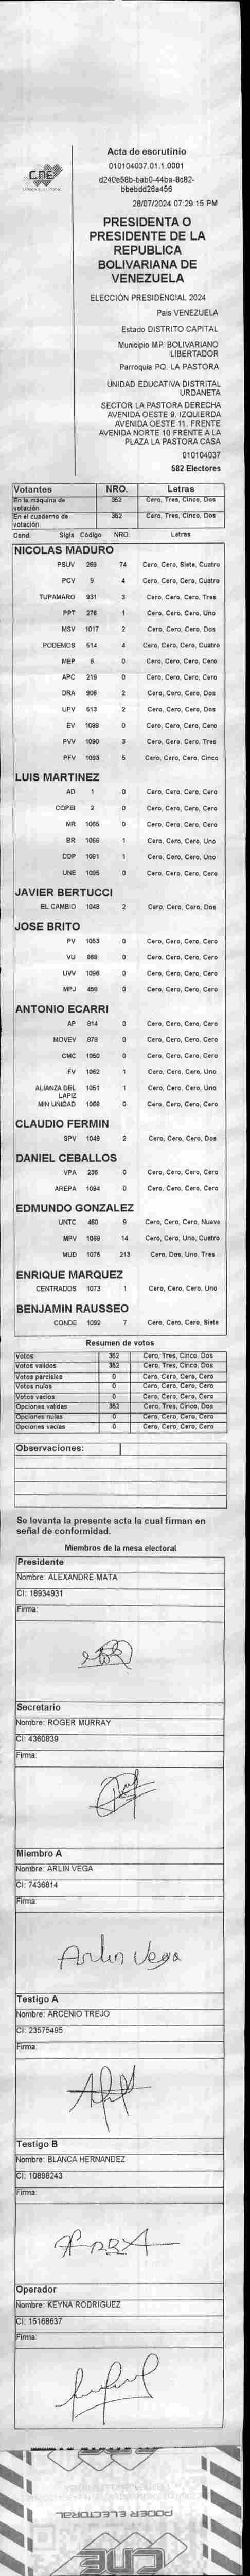 CNE
Acta de escrutinio
010104037.01.1.0001
d240e58b-bab0-44ba-8c82-
bbebdd26a456
28/07/2024 07:29:15 PM
PRESIDENTA O
PRESIDENTE DE LA
REPUBLICA
BOLIVARIANA DE
VENEZUELA
ELECCIÓN PRESIDENCIAL 2024
Pais VENEZUELA
Estado DISTRITO CAPITAL
Municipio MP. BOLIVARIANO
LIBERTADOR
Parroquia PQ. LA PASTORA
UNIDAD EDUCATIVA DISTRITAL
URDANETA
SECTOR LA PASTORA DERECHA
AVENIDA OESTE 9. IZQUIERDA
AVENIDA OESTE 11. FRENTE
AVENIDA NORTE 10 FRENTE A LA
PLAZA LA PASTORA CASA
010104037
582 Electores
Votantes NRO. Letras
En la máquina de votación 352 Cero, Tres, Cinco, Dos
En el cuaderno de votación 352 Cero, Tres, Cinco, Dos
Cand. Sigla Código NRO. Letras
NICOLAS MADURO
PSUV 269 74 Cero, Cero, Siete, Cuatro
PCV 9 4 Cero, Cero, Cero, Cuatro
TUPAMARO 931 3 Cero, Cero, Cero, Tres
PPT 276 1 Cero, Cero, Cero, Uno
MSV 1017 2 Cero, Cero, Cero, Dos
PODEMOS 514 4 Cero, Cero, Cero, Cuatro
MEP 6 0 Cero, Cero, Cero, Cero
APC 219 0 Cero, Cero, Cero, Cero
ORA 906 2 Cero, Cero, Cero, Dos
UPV 513 2 Cero, Cero, Cero, Dos
EV 1089 0 Cero, Cero, Cero, Cero
PVV 1090 3 Cero, Cero, Cero, Tres
PFV 1093 5 Cero, Cero, Cero, Cinco
LUIS MARTINEZ
AD 1 0 Cero, Cero, Cero, Cero
COPEI 2 0 Cero, Cero, Cero, Cero
MR 1065 0 Cero, Cero, Cero, Cero
BR 1066 1 Cero, Cero, Cero, Uno
DDP 1091 1 Cero, Cero, Cero, Uno
UNE 1095 0 Cero, Cero, Cero, Cero
JAVIER BERTUCCI
EL CAMBIO 1048 2 Cero, Cero, Cero, Dos
JOSE BRITO
PV 1053 0 Cero, Cero, Cero, Cero
VU 868 0 Cero, Cero, Cero, Cero
UVV 1096 0 Cero, Cero, Cero, Cero
MPJ 458 0 Cero, Cero, Cero, Cero
ANTONIO ECARRI
AP 814 0 Cero, Cero, Cero, Cero
MOVEV 878 0 Cero, Cero, Cero, Cero
CMC 1050 0 Cero, Cero, Cero, Cero
FV 1062 1 Cero, Cero, Cero, Uno
ALIANZA DEL LAPIZ 1051 1 Cero, Cero, Cero, Uno
MIN UNIDAD 1068 0 Cero, Cero, Cero, Cero
CLAUDIO FERMIN
SPV 1049 2 Cero, Cero, Cero, Dos
DANIEL CEBALLOS
VPA 236 0 Cero, Cero, Cero, Cero
AREPA 1094 0 Cero, Cero, Cero, Cero
EDMUNDO GONZALEZ
UNTC 460 9 Cero, Cero, Cero, Nueve
MPV 1069 14 Cero, Cero, Uno, Cuatro
MUD 1075 213 Cero, Dos, Uno, Tres
ENRIQUE MARQUEZ
CENTRADOS 1073 1 Cero, Cero, Cero, Uno
BENJAMIN RAUSSEO
CONDE 1092 7 Cero, Cero, Cero, Siete
Resumen de votos
Votos 352 Cero, Tres, Cinco, Dos
Votos validos 352 Cero, Tres, Cinco, Dos
Votos parciales 0 Cero, Cero, Cero, Cero
Votos nulos 0 Cero, Cero, Cero, Cero
Votos vacios 0 Cero, Cero, Cero, Cero
Opciones validas 352 Cero, Tres, Cinco, Dos
Opciones nulas 0 Cero, Cero, Cero, Cero
Opciones vacias 0 Cero, Cero, Cero, Cero
Observaciones:
Se levanta la presente acta la cual firman en
señal de conformidad.
Miembros de la mesa electoral
Presidente
Nombre: ALEXANDRE MATA
CI: 18934931
Firma:
Secretario
Nombre: ROGER MURRAY
CI: 4360839
Firma:
Miembro A
Nombre: ARLIN VEGA
CI: 7436814
Firma:
Arlin Vega
Testigo A
Nombre: ARCENIO TREJO
CI: 23575495
Firma:
Testigo B
Nombre: BLANCA HERNANDEZ
CI: 10898243
Firma:
Operador
Nombre: KEYNA RODRIGUEZ
CI: 15168637
Firma:
PODER ELECTORAL
CNE